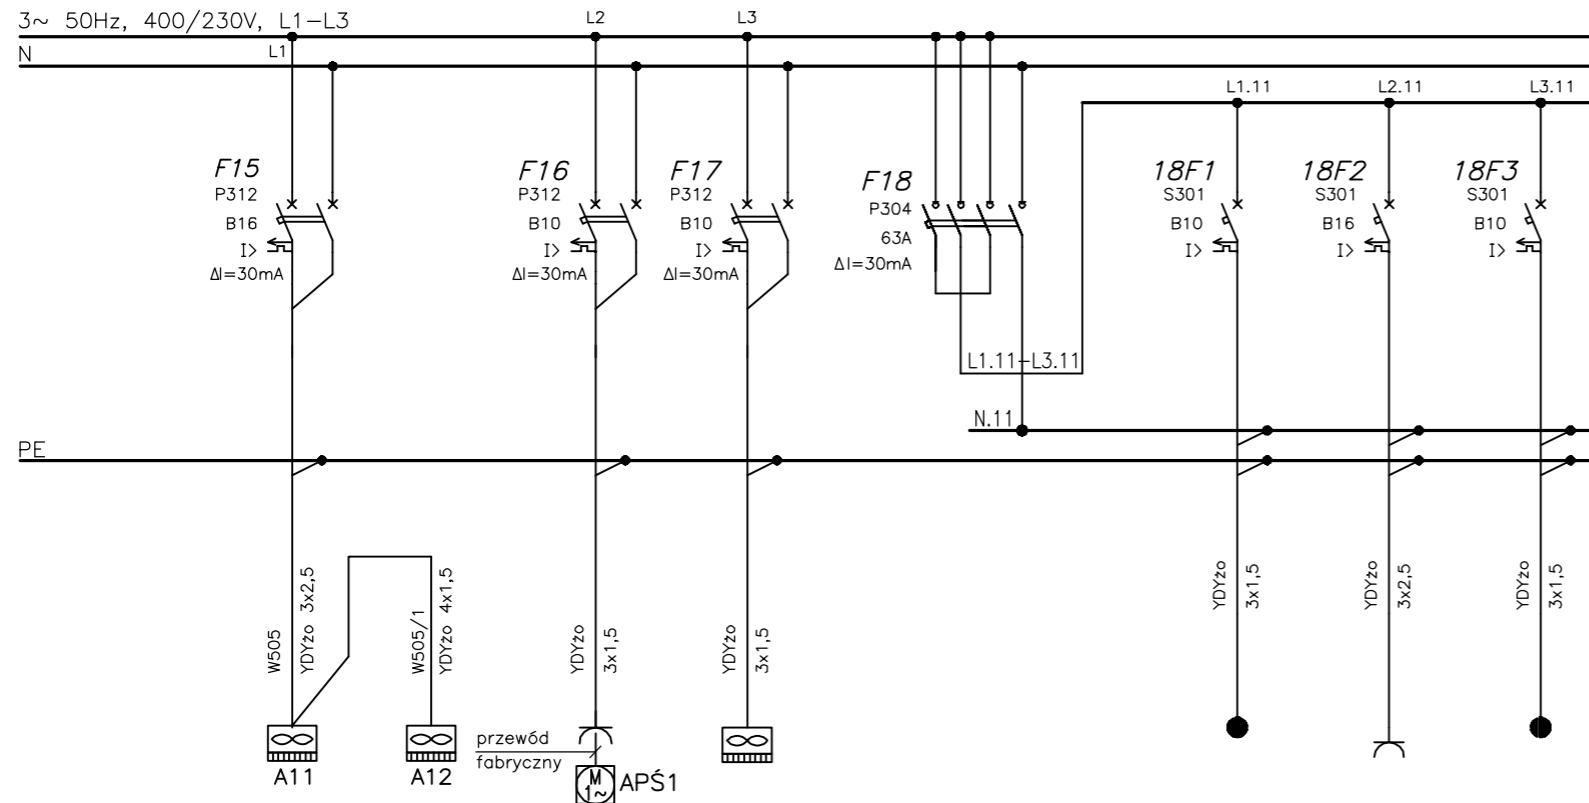 3~ 50Hz, 400/230V, L1-L3
L2
L3
L1
N
L1.11
L2.11
L3.11
F15
P312
B16
I>
ΔI=30mA
F16
P312
B10
I>
ΔI=30mA
F17
P312
B10
I>
ΔI=30mA
F18
P304
63A
ΔI=30mA
18F1
S301
B10
I>
18F2
S301
B16
I>
18F3
S301
B10
I>
L1.11-L3.11
N.11
PE
W505
YDYżo 3x2,5
W505/1
YDYżo 4x1,5
YDYżo
3x1,5
YDYżo
3x1,5
YDYżo
3x1,5
YDYżo
3x2,5
YDYżo
3x1,5
A11
A12
przewód
fabryczny
M
1~
APŚ1